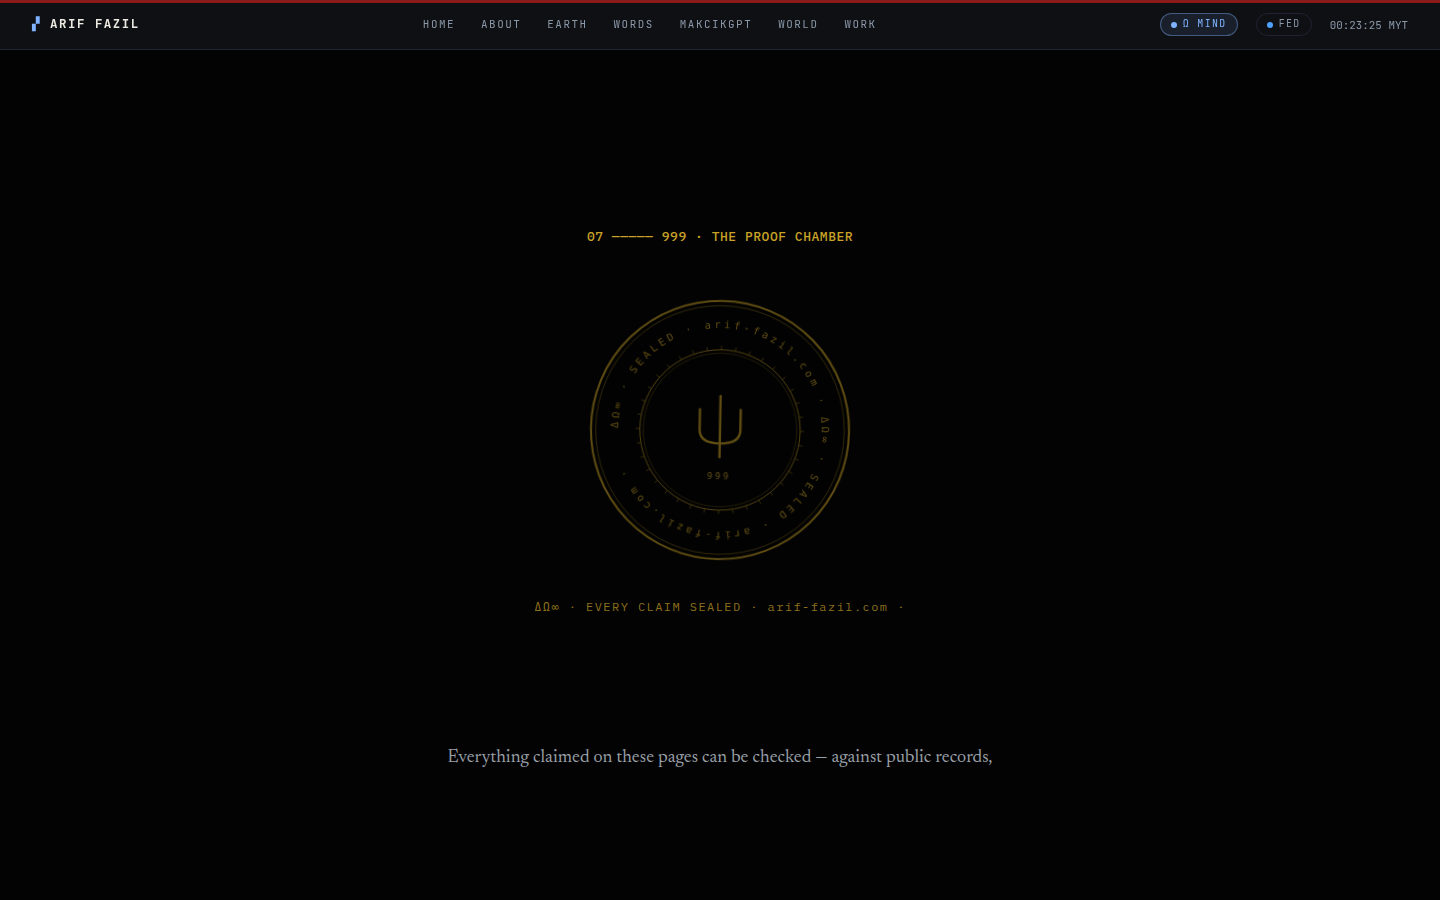 ARIF FAZIL
HOME ABOUT EARTH WORDS MAKCIKGPT WORLD WORK
Ω MIND
FED
00:23:25 MYT
07 ───── 999 · THE PROOF CHAMBER
ΔΩ∞ · SEALED · arif-fazil.com · ΔΩ∞ · SEALED · arif-fazil.com ·
999
ΔΩ∞ · EVERY CLAIM SEALED · arif-fazil.com ·
Everything claimed on these pages can be checked — against public records,